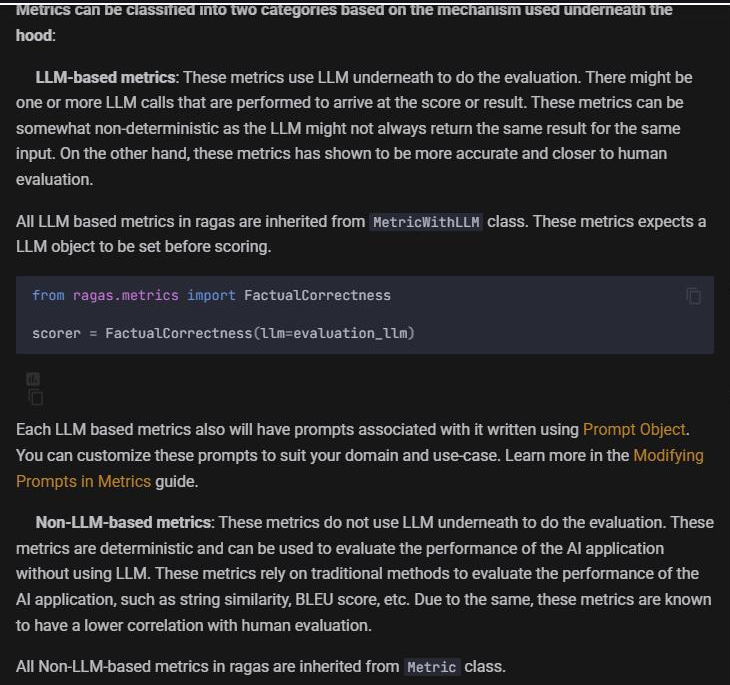 Metrics can be classified into two categories based on the mechanism used underneath the
hood:
LLM-based metrics: These metrics use LLM underneath to do the evaluation. There might be
one or more LLM calls that are performed to arrive at the score or result. These metrics can be
somewhat non-deterministic as the LLM might not always return the same result for the same
input. On the other hand, these metrics has shown to be more accurate and closer to human
evaluation.
All LLM based metrics in ragas are inherited from MetricWithLLM class. These metrics expects a
LLM object to be set before scoring.
from ragas.metrics import FactualCorrectness
scorer = FactualCorrectness(llm=evaluation_llm)
Each LLM based metrics also will have prompts associated with it written using Prompt Object.
You can customize these prompts to suit your domain and use-case. Learn more in the Modifying
Prompts in Metrics guide.
Non-LLM-based metrics: These metrics do not use LLM underneath to do the evaluation. These
metrics are deterministic and can be used to evaluate the performance of the AI application
without using LLM. These metrics rely on traditional methods to evaluate the performance of the
AI application, such as string similarity, BLEU score, etc. Due to the same, these metrics are known
to have a lower correlation with human evaluation.
All Non-LLM-based metrics in ragas are inherited from Metric class.